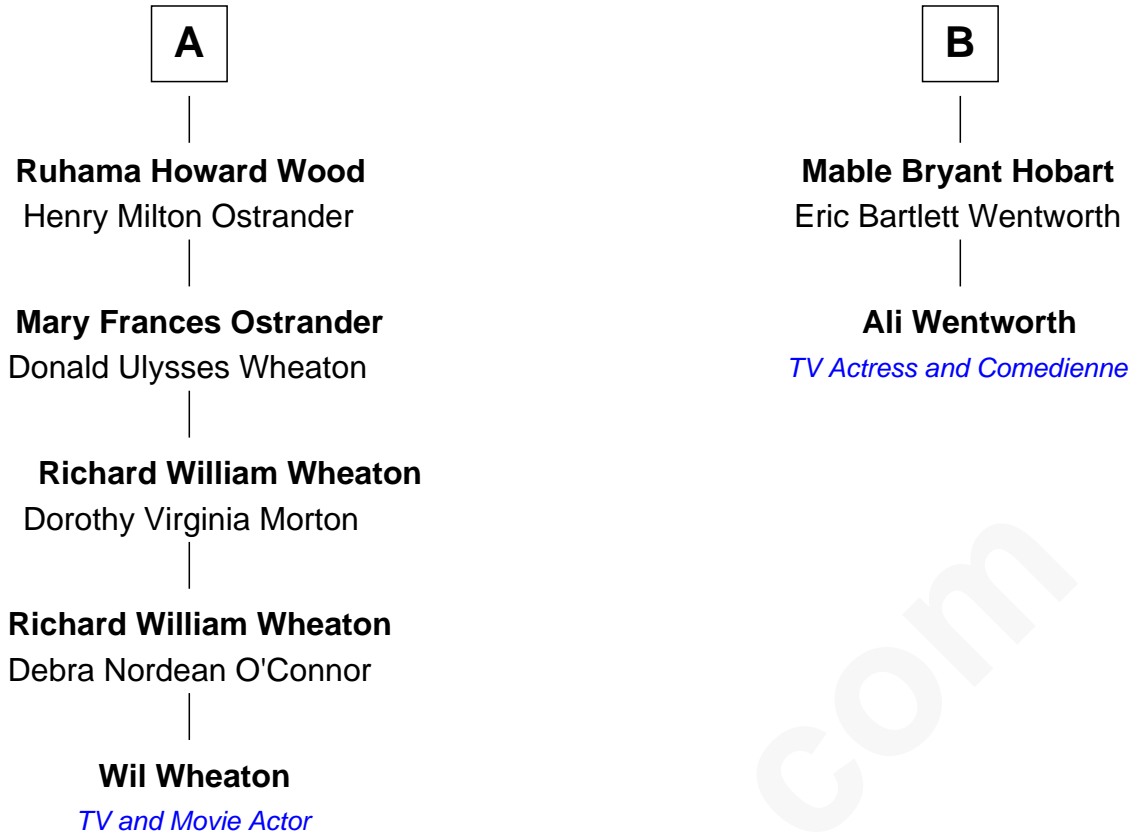 A
Ruhama Howard Wood
Henry Milton Ostrander
Mary Frances Ostrander
Donald Ulysses Wheaton
Richard William Wheaton
Dorothy Virginia Morton
Richard William Wheaton
Debra Nordean O'Connor
Wil Wheaton
TV and Movie Actor
B
Mable Bryant Hobart
Eric Bartlett Wentworth
Ali Wentworth
TV Actress and Comedienne
com